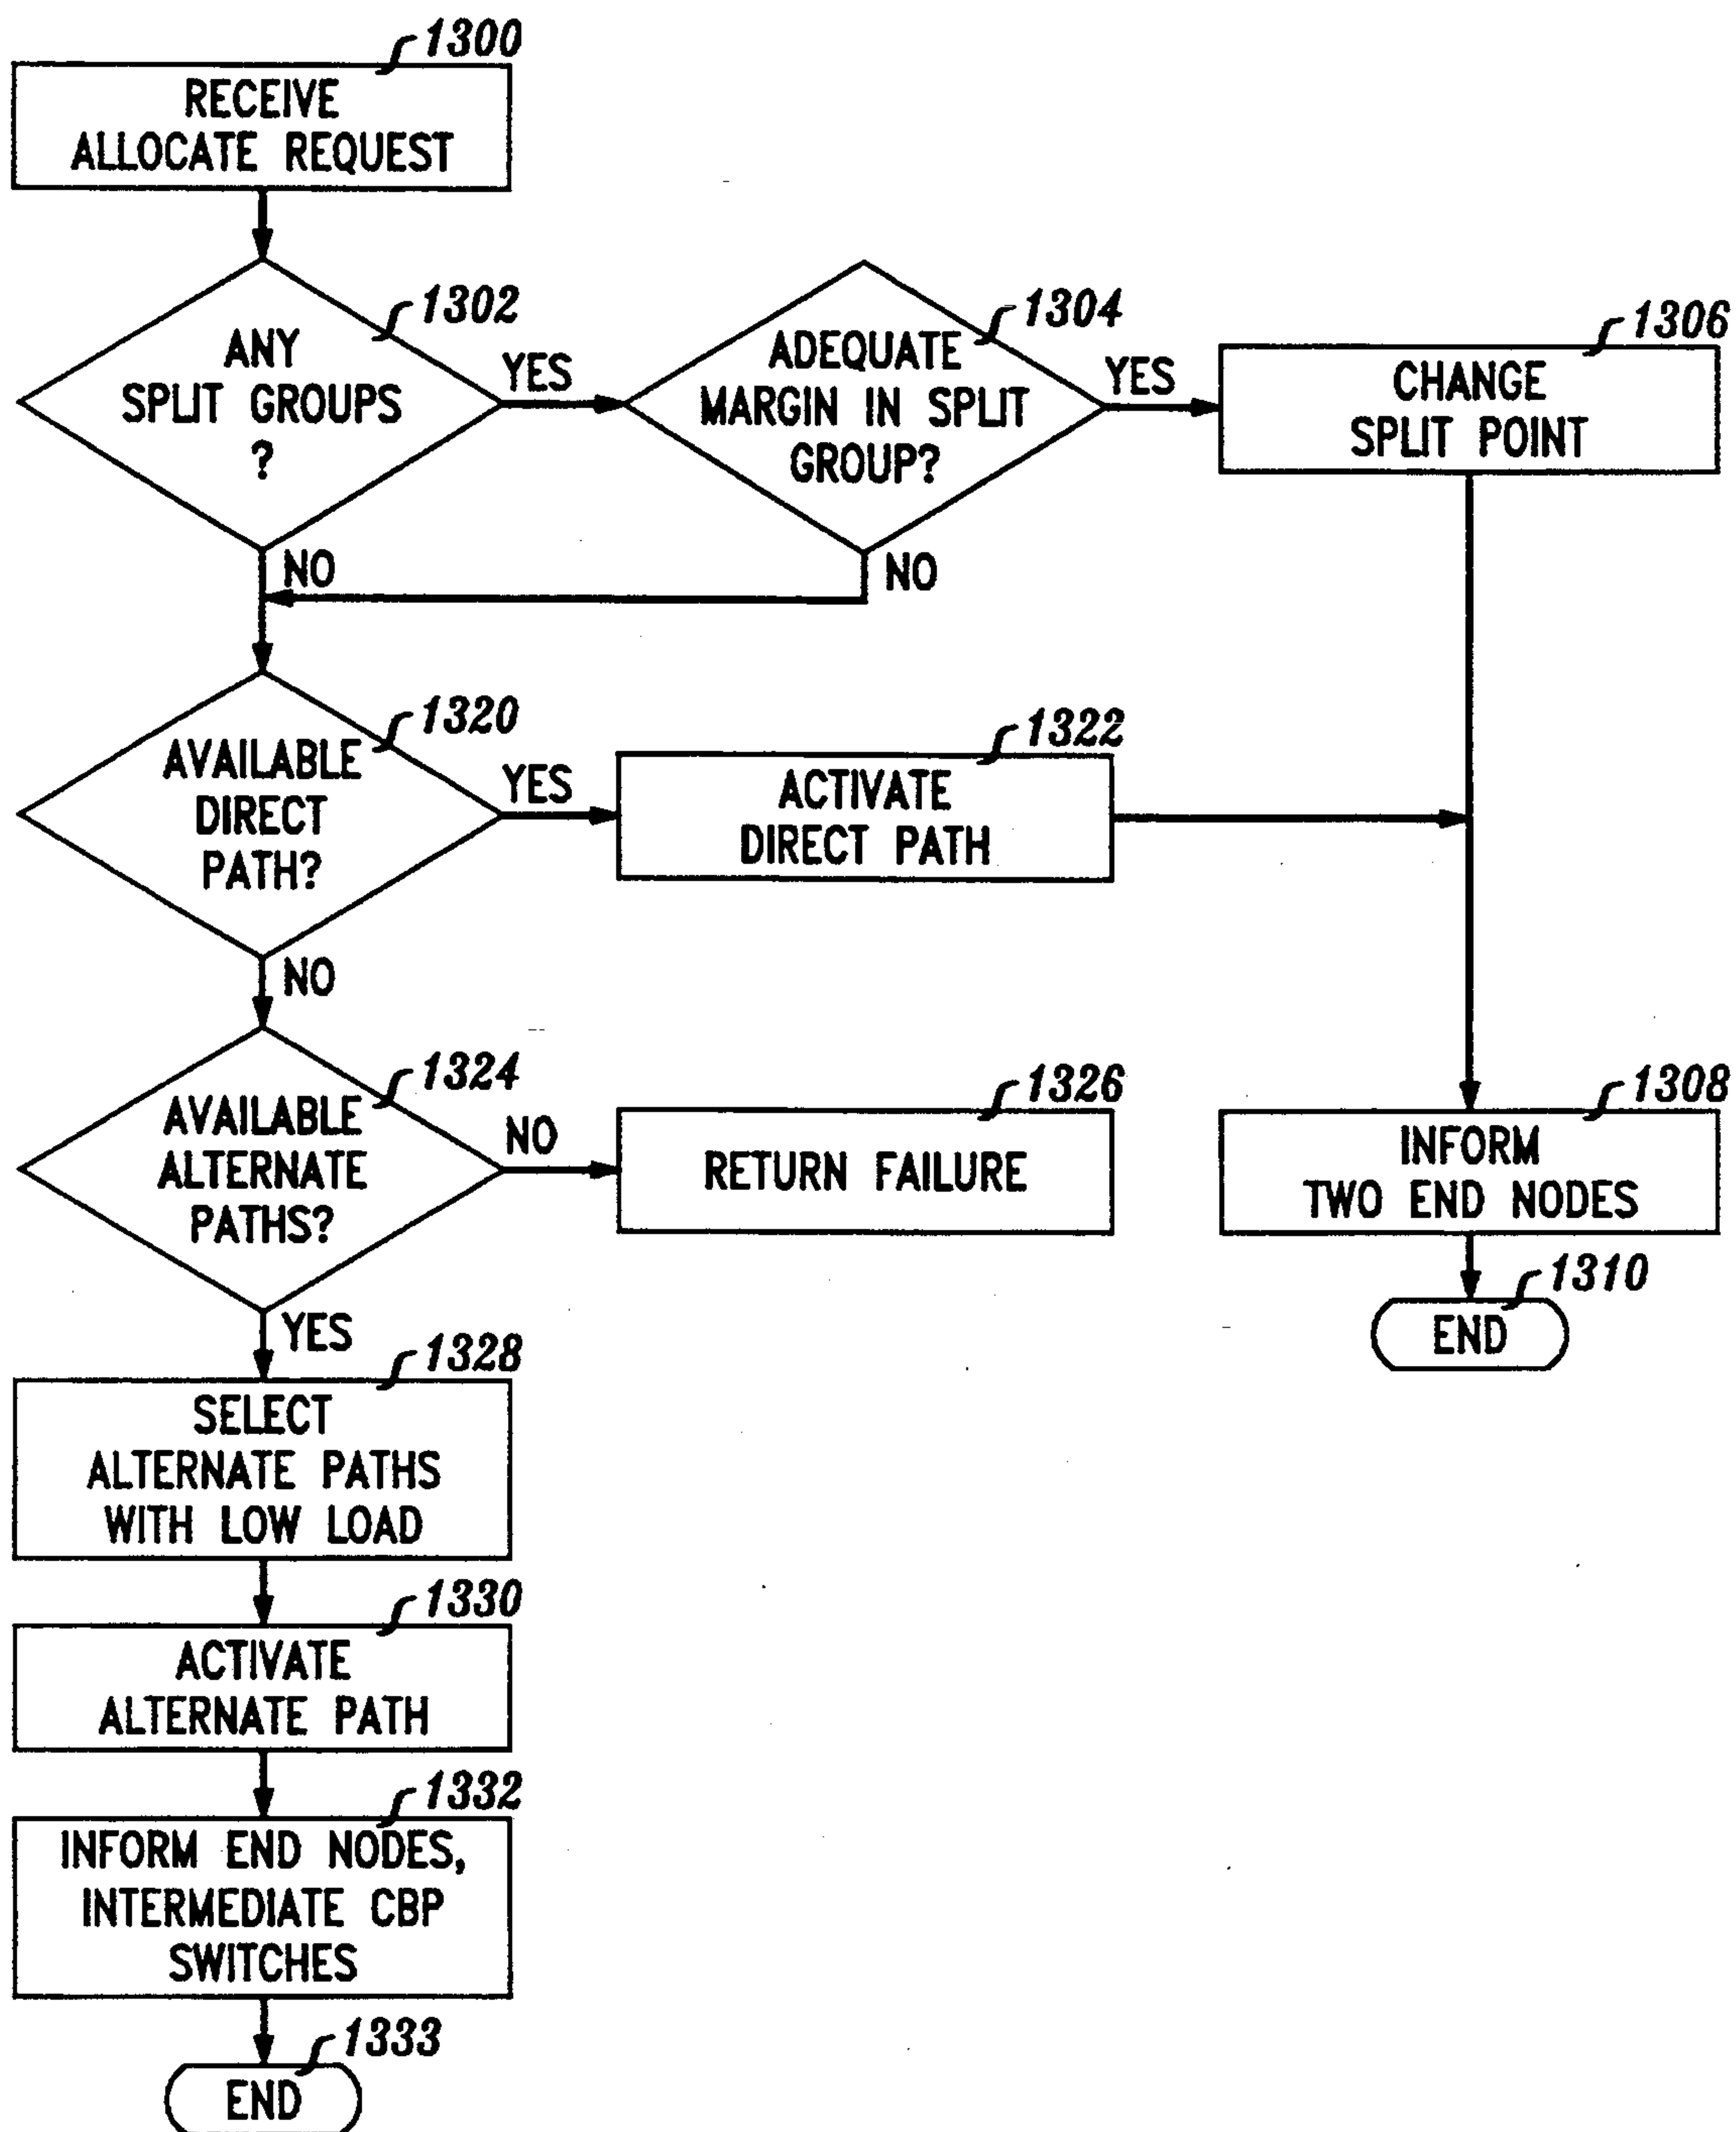 1300
RECEIVE
ALLOCATE REQUEST
1302
ANY
SPLIT GROUPS
?
YES
NO
1304
ADEQUATE
MARGIN IN SPLIT
GROUP?
YES
NO
1306
CHANGE
SPLIT POINT
1320
AVAILABLE
DIRECT
PATH?
YES
NO
1322
ACTIVATE
DIRECT PATH
1324
AVAILABLE
ALTERNATE
PATHS?
NO
YES
1326
RETURN FAILURE
1308
INFORM
TWO END NODES
1310
END
1328
SELECT
ALTERNATE PATHS
WITH LOW LOAD
1330
ACTIVATE
ALTERNATE PATH
1332
INFORM END NODES,
INTERMEDIATE CBP
SWITCHES
1333
END